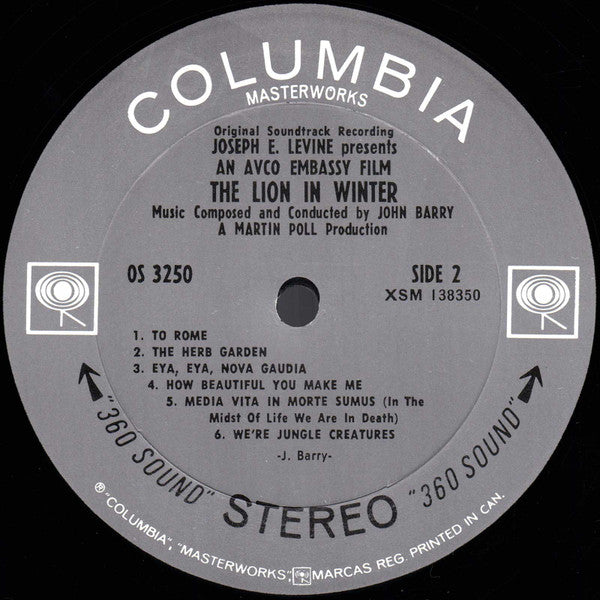 COLUMBIA
MASTERWORKS
Original Soundtrack Recording
JOSEPH E. LEVINE presents
AN AVCO EMBASSY FILM
THE LION IN WINTER
Music Composed and Conducted by JOHN BARRY
A MARTIN POLL Production
OS 3250
SIDE 2
XSM 138350
1. TO ROME
2. THE HERB GARDEN
3. EYA, EYA, NOVA GAUDIA
4. HOW BEAUTIFUL YOU MAKE ME
5. MEDIA VITA IN MORTE SUMUS (In The
Midst Of Life We Are In Death)
6. WE'RE JUNGLE CREATURES
-J. Barry-
"360 SOUND" STEREO "360 SOUND"
℗ "COLUMBIA", "MASTERWORKS", MARCAS REG. PRINTED IN CAN.